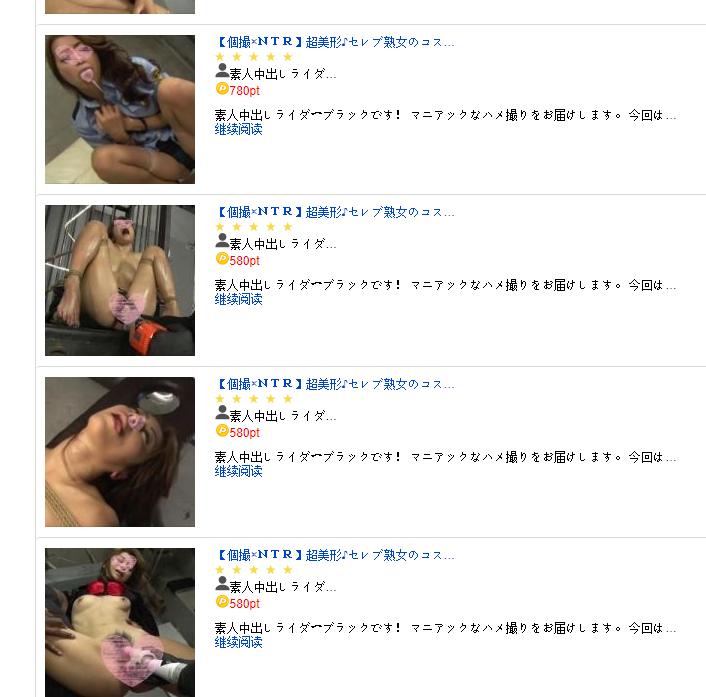 【個撮×NTR】超美形♪セレブ熟女のコス...
★ ★ ★ ★ ★
素人中出しライダ...
780pt
素人中出しライダーブラックです！ マニアックなハメ撮りをお届けします。 今回は...
继续阅读
【個撮×NTR】超美形♪セレブ熟女のコス...
★ ★ ★ ★ ★
素人中出しライダ...
580pt
素人中出しライダーブラックです！ マニアックなハメ撮りをお届けします。 今回は...
继续阅读
【個撮×NTR】超美形♪セレブ熟女のコス...
★ ★ ★ ★ ★
素人中出しライダ...
580pt
素人中出しライダーブラックです！ マニアックなハメ撮りをお届けします。 今回は...
继续阅读
【個撮×NTR】超美形♪セレブ熟女のコス...
★ ★ ★ ★ ★
素人中出しライダ...
580pt
素人中出しライダーブラックです！ マニアックなハメ撮りをお届けします。 今回は...
继续阅读